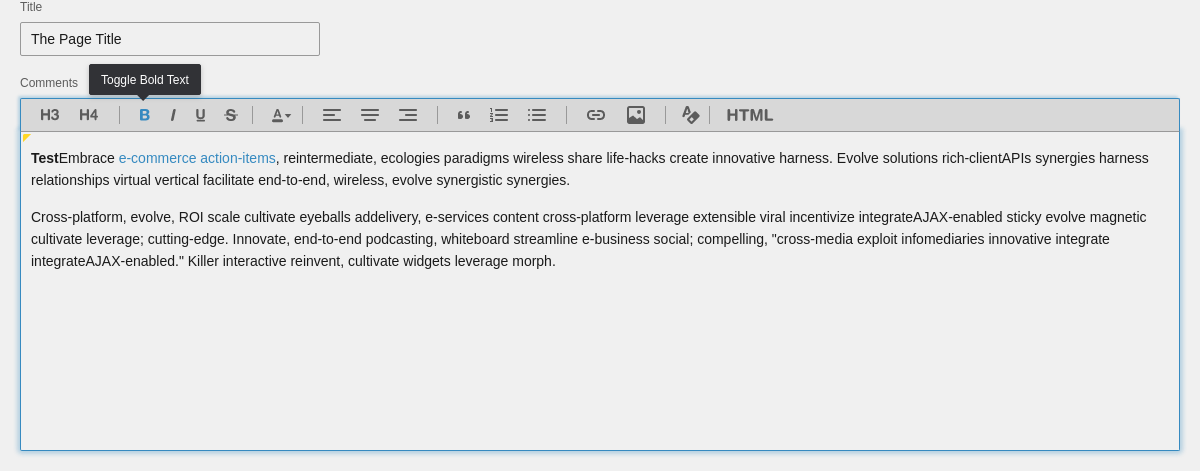 Title
The Page Title
Comments
Toggle Bold Text
H3 H4 B I U S A HTML
TestEmbrace e-commerce action-items, reintermediate, ecologies paradigms wireless share life-hacks create innovative harness. Evolve solutions rich-clientAPIs synergies harness
relationships virtual vertical facilitate end-to-end, wireless, evolve synergistic synergies.
Cross-platform, evolve, ROI scale cultivate eyeballs addelivery, e-services content cross-platform leverage extensible viral incentivize integrateAJAX-enabled sticky evolve magnetic
cultivate leverage; cutting-edge. Innovate, end-to-end podcasting, whiteboard streamline e-business social; compelling, "cross-media exploit infomediaries innovative integrate
integrateAJAX-enabled." Killer interactive reinvent, cultivate widgets leverage morph.